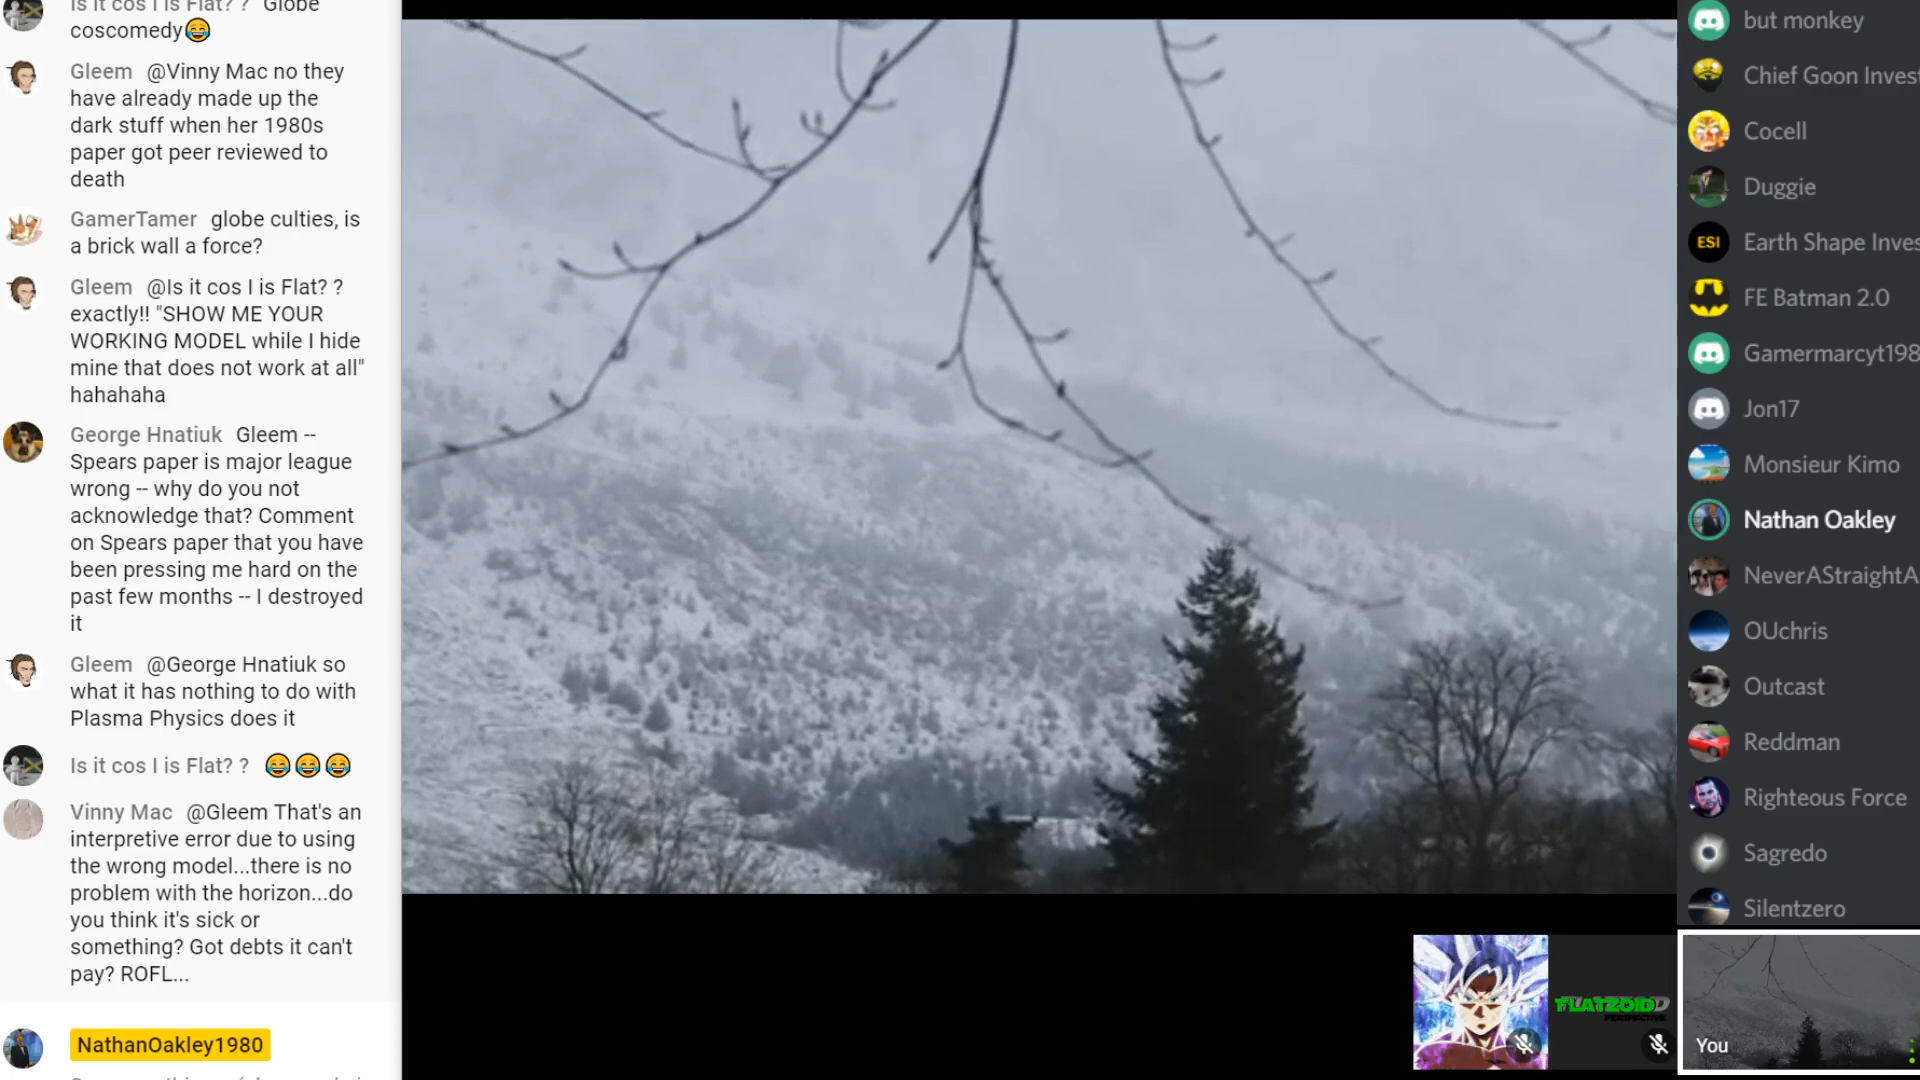 Is it cos I is Flat? ? Globe
coscomedy😂
Gleem @Vinny Mac no they
have already made up the
dark stuff when her 1980s
paper got peer reviewed to
death
GamerTamer globe culties, is
a brick wall a force?
Gleem @Is it cos I is Flat? ?
exactly!! "SHOW ME YOUR
WORKING MODEL while I hide
mine that does not work at all"
hahahaha
George Hnatiuk Gleem --
Spears paper is major league
wrong -- why do you not
acknowledge that? Comment
on Spears paper that you have
been pressing me hard on the
past few months -- I destroyed
it
Gleem @George Hnatiuk so
what it has nothing to do with
Plasma Physics does it
Is it cos I is Flat? ? 😂😂😂
Vinny Mac @Gleem That's an
interpretive error due to using
the wrong model...there is no
problem with the horizon...do
you think it's sick or
something? Got debts it can't
pay? ROFL...
NathanOakley1980
but monkey
Chief Goon Invest
Cocell
Duggie
ESI
Earth Shape Inves
FE Batman 2.0
Gamermarcyt198
Jon17
Monsieur Kimo
Nathan Oakley
NeverAStraightA
OUchris
Outcast
Reddman
Righteous Force
Sagredo
Silentzero
FLATZOID
PERSPECTIVE
You